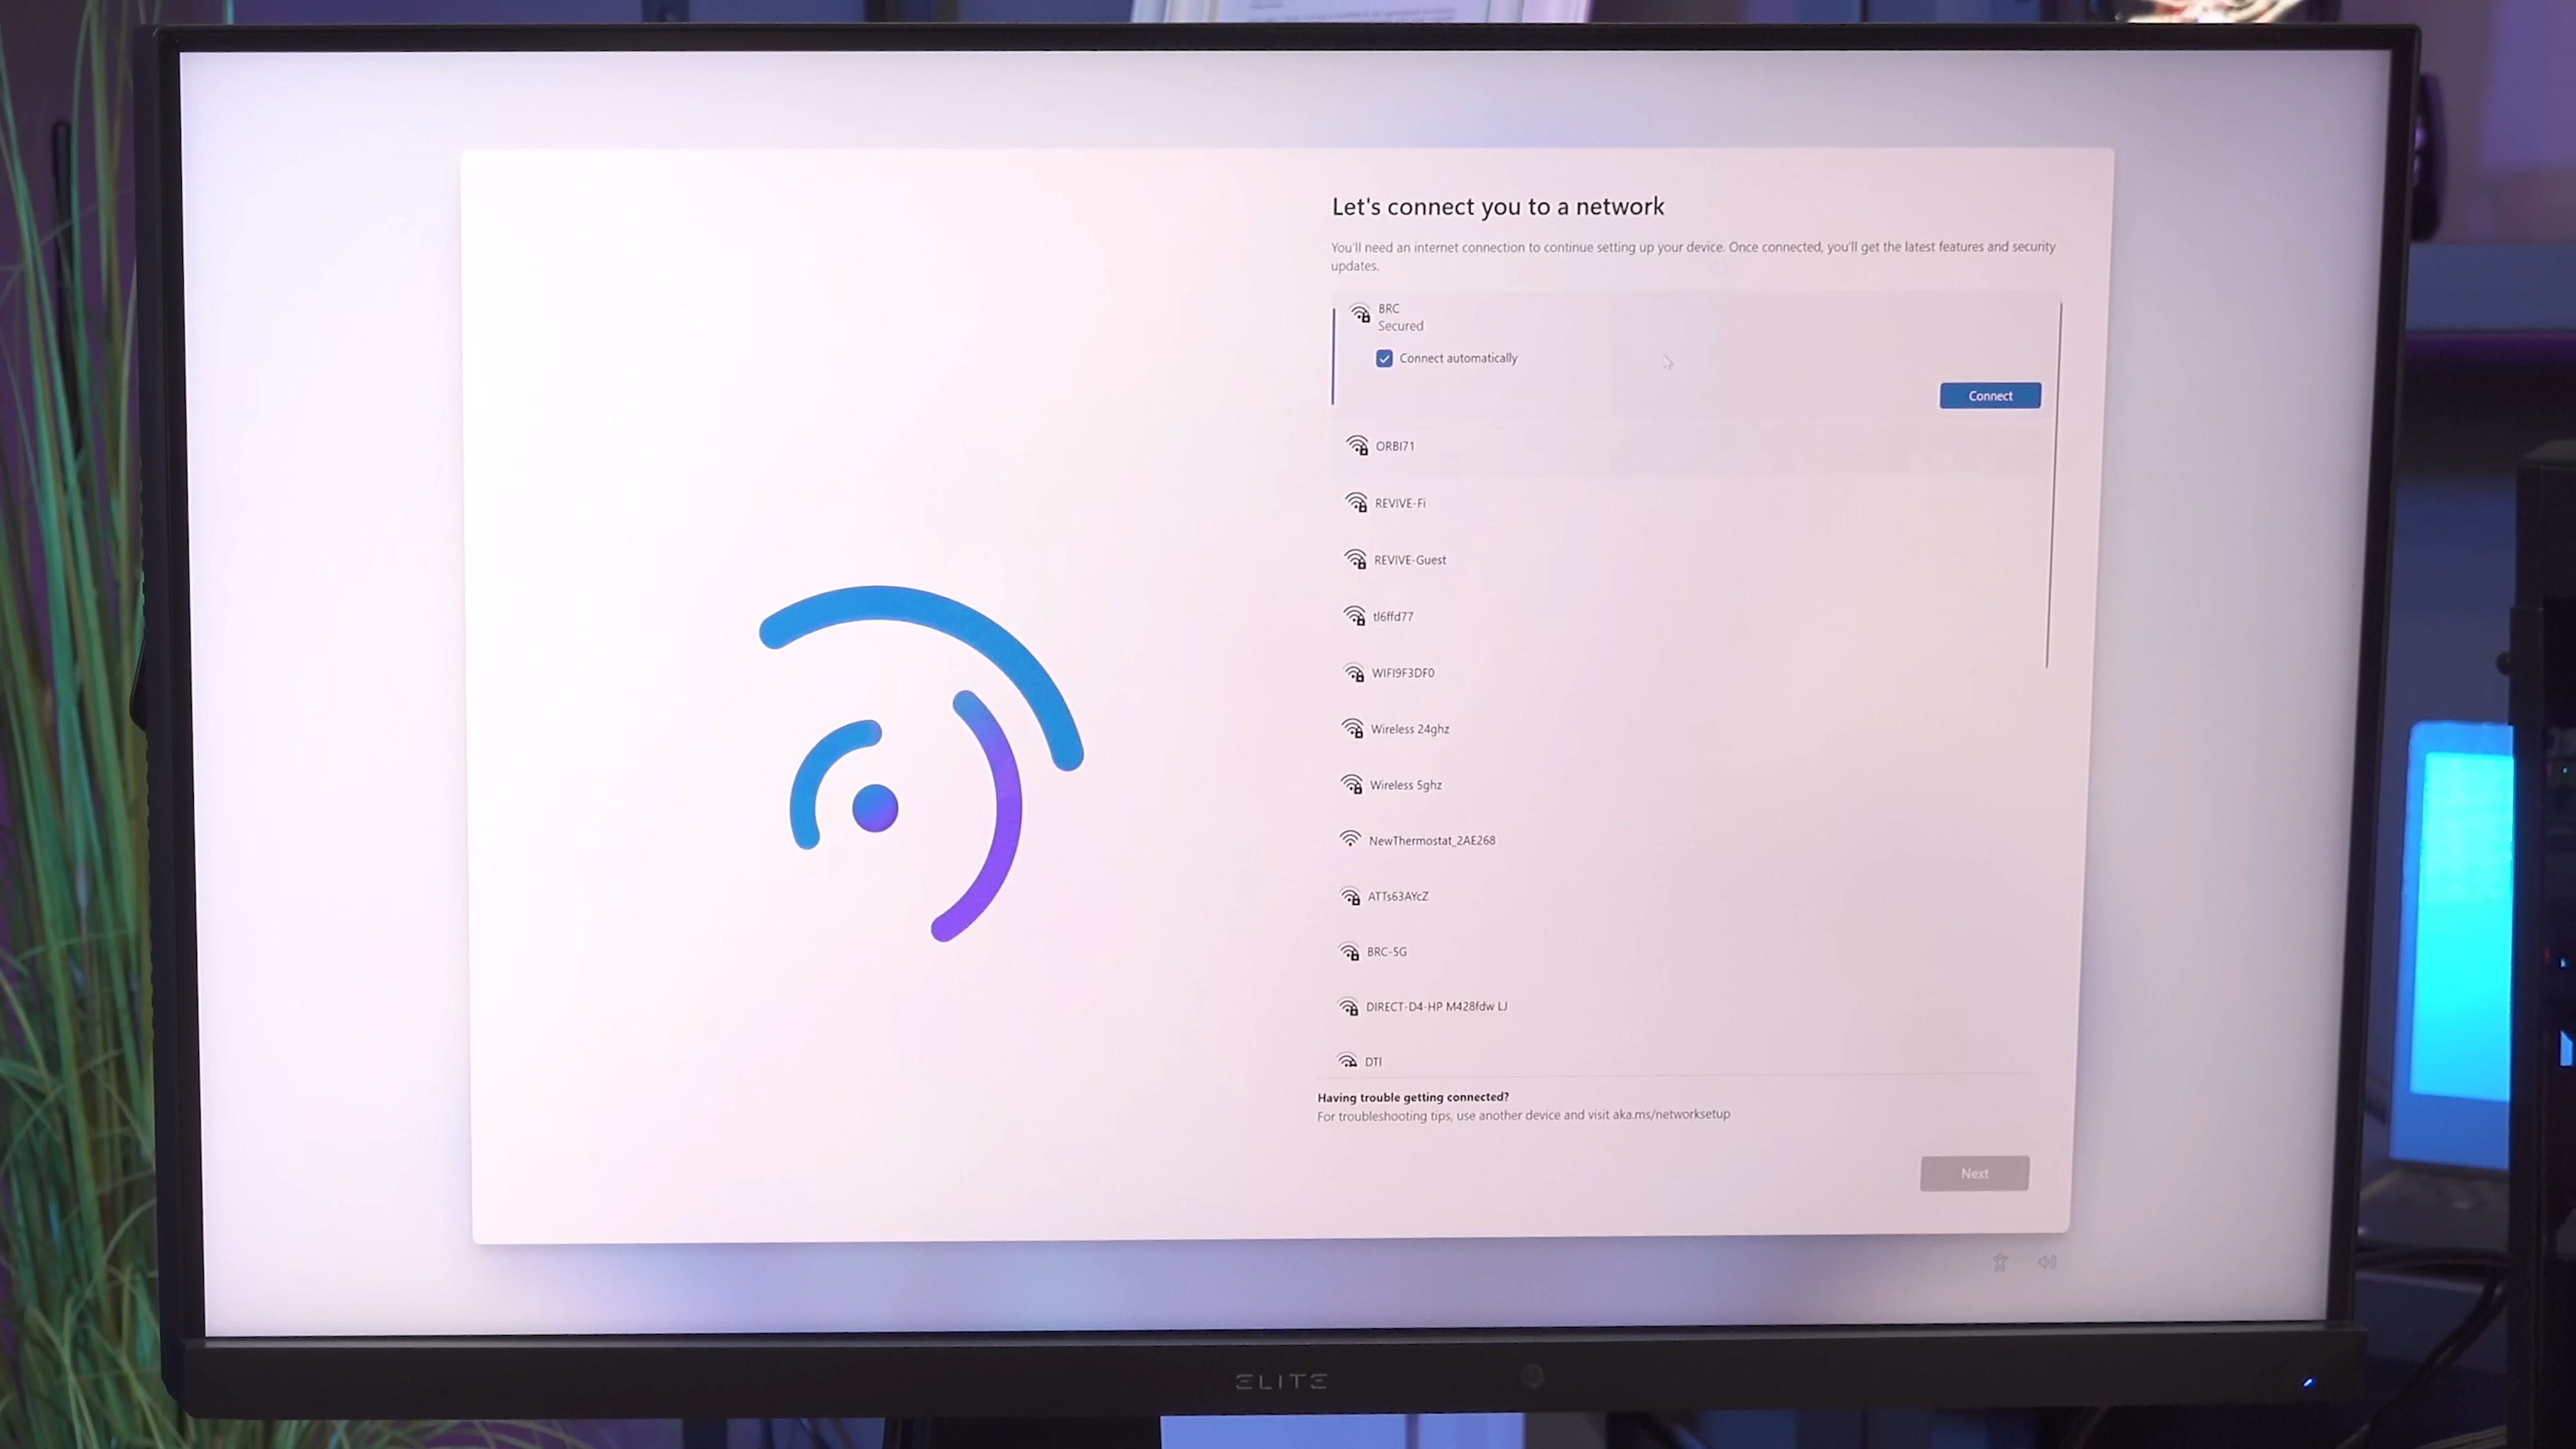 Let's connect you to a network
You'll need an internet connection to continue setting up your device. Once connected, you'll get the latest features and security
updates.
BRC
Secured
Connect automatically
Connect
ORBI71
REVIVE-Fi
REVIVE-Guest
tl6ffd77
WIFI9F3DF0
Wireless 24ghz
Wireless 5ghz
NewThermostat_2AE268
ATTs63AYcZ
BRC-5G
DIRECT-D4-HP M428fdw LJ
DTI
Having trouble getting connected?
For troubleshooting tips, use another device and visit aka.ms/networksetup
Next
ELITE